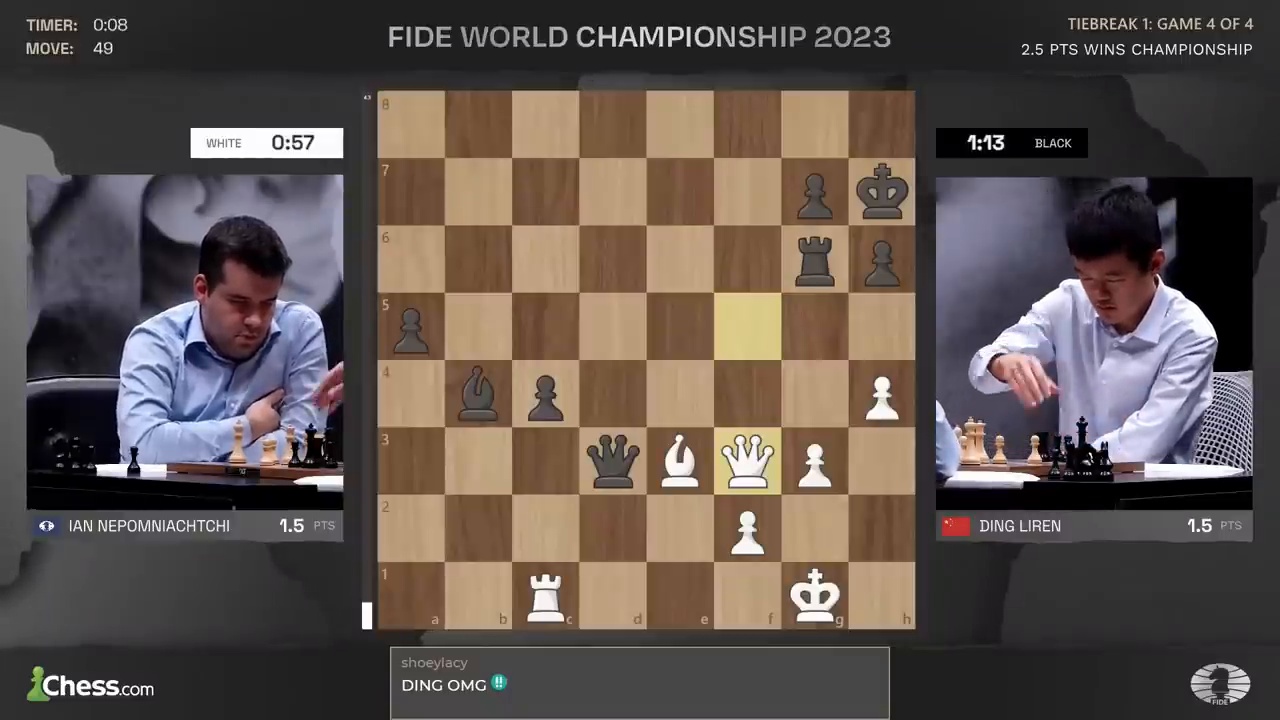 TIMER: 0:08
MOVE: 49
FIDE WORLD CHAMPIONSHIP 2023
TIEBREAK 1: GAME 4 OF 4
2.5 PTS WINS CHAMPIONSHIP
WHITE 0:57
1:13 BLACK
8
7
6
5
4
3
2
1
a b c d e f g h
IAN NEPOMNIACHTCHI 1.5 PTS
DING LIREN 1.5 PTS
shoeylacy
DING OMG ‼
Chess.com
FIDE